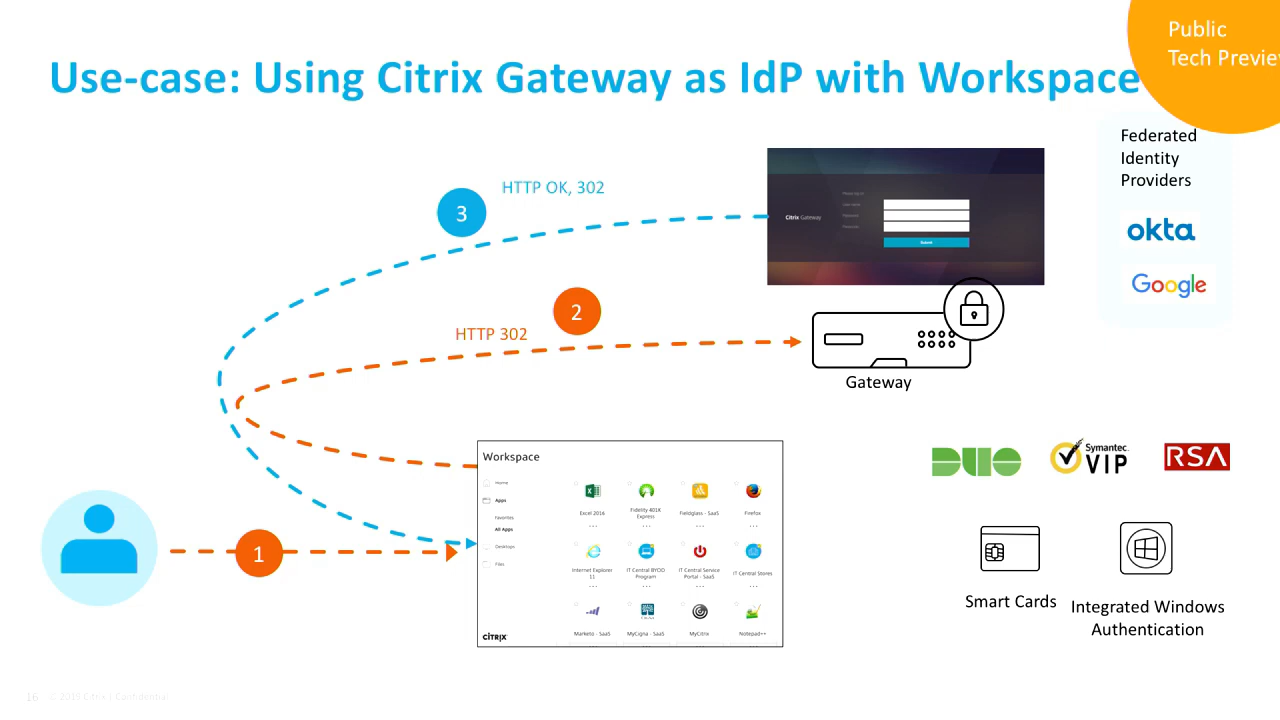 Public
Tech Preview
Use-case: Using Citrix Gateway as IdP with Workspace
Federated
Identity
Providers
okta
Google
3
HTTP OK, 302
Citrix Gateway
Submit
2
HTTP 302
Gateway
DUO
Symantec.
VIP
RSA
Smart Cards
Integrated Windows
Authentication
1
Workspace
Home
Apps
Favorites
All Apps
Desktops
Files
Excel 2016
Fidelity 401K
Express
Fieldglass - SaaS
Firefox
Internet Explorer
11
IT Central BYOD
Program
IT Central Service
Portal - SaaS
IT Central Stores
Marketo - SaaS
MyCigna - SaaS
MyCitrix
Notepad++
CITRIX
16